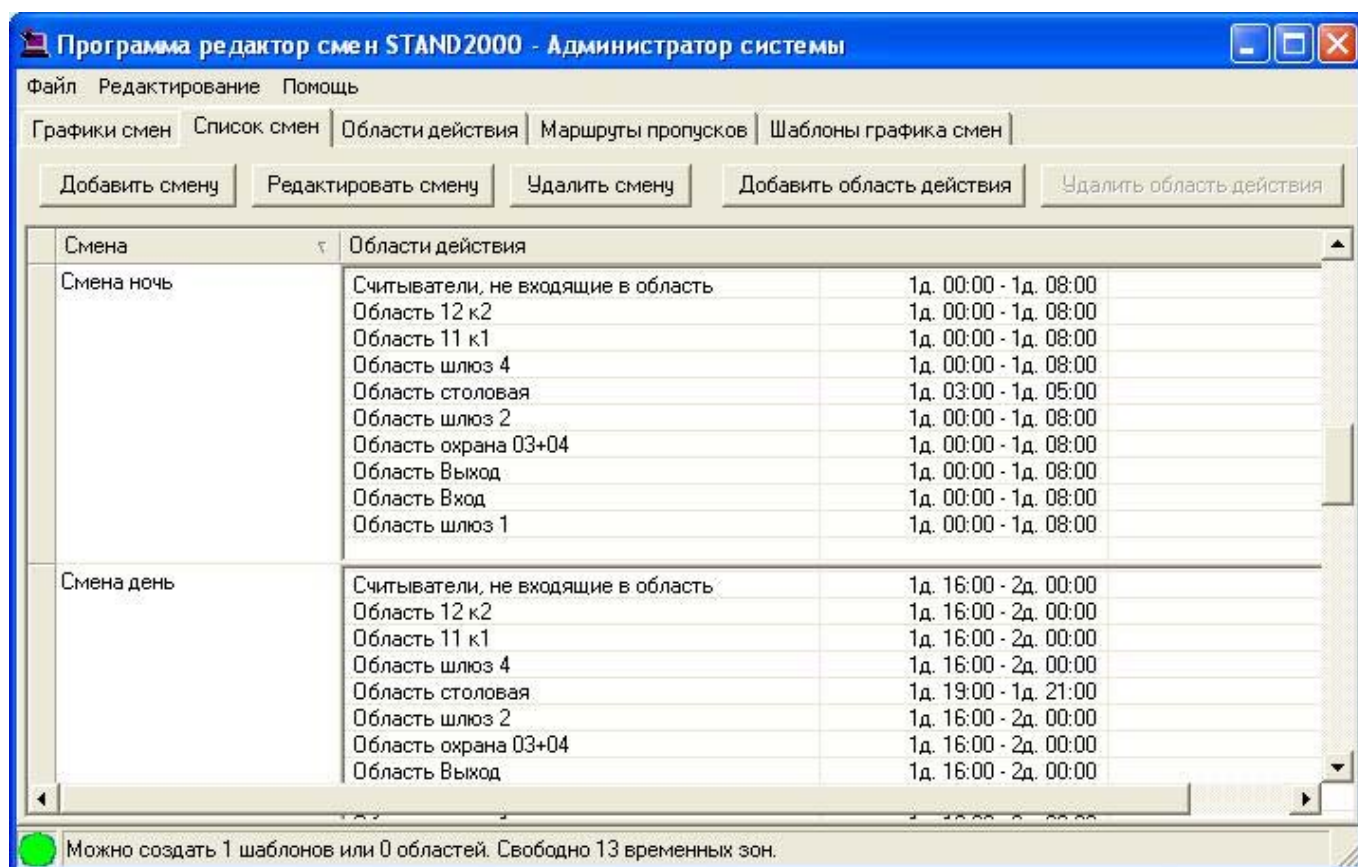 Программа редактор смен STAND2000 - Администратор системы
Файл Редактирование Помощь
Графики смен Список смен Области действия Маршруты пропусков Шаблоны графика смен
Добавить смену Редактировать смену Удалить смену Добавить область действия Удалить область действия
Смена Области действия
Смена ночь Считыватели, не входящие в область 1д. 00:00 - 1д. 08:00
Область 12 к2 1д. 00:00 - 1д. 08:00
Область 11 к1 1д. 00:00 - 1д. 08:00
Область шлюз 4 1д. 00:00 - 1д. 08:00
Область столовая 1д. 03:00 - 1д. 05:00
Область шлюз 2 1д. 00:00 - 1д. 08:00
Область охрана 03+04 1д. 00:00 - 1д. 08:00
Область Выход 1д. 00:00 - 1д. 08:00
Область Вход 1д. 00:00 - 1д. 08:00
Область шлюз 1 1д. 00:00 - 1д. 08:00
Смена день Считыватели, не входящие в область 1д. 16:00 - 2д. 00:00
Область 12 к2 1д. 16:00 - 2д. 00:00
Область 11 к1 1д. 16:00 - 2д. 00:00
Область шлюз 4 1д. 16:00 - 2д. 00:00
Область столовая 1д. 19:00 - 1д. 21:00
Область шлюз 2 1д. 16:00 - 2д. 00:00
Область охрана 03+04 1д. 16:00 - 2д. 00:00
Область Выход 1д. 16:00 - 2д. 00:00
Можно создать 1 шаблонов или 0 областей. Свободно 13 временных зон.